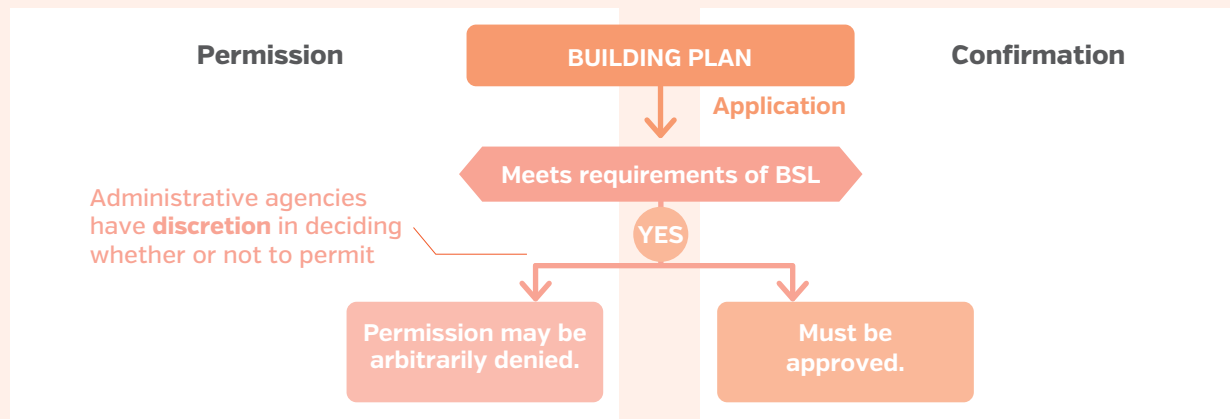 Permission
BUILDING PLAN
Confirmation
Application
Meets requirements of BSL
Administrative agencies
have discretion in deciding
whether or not to permit
YES
Permission may be
arbitrarily denied.
Must be
approved.